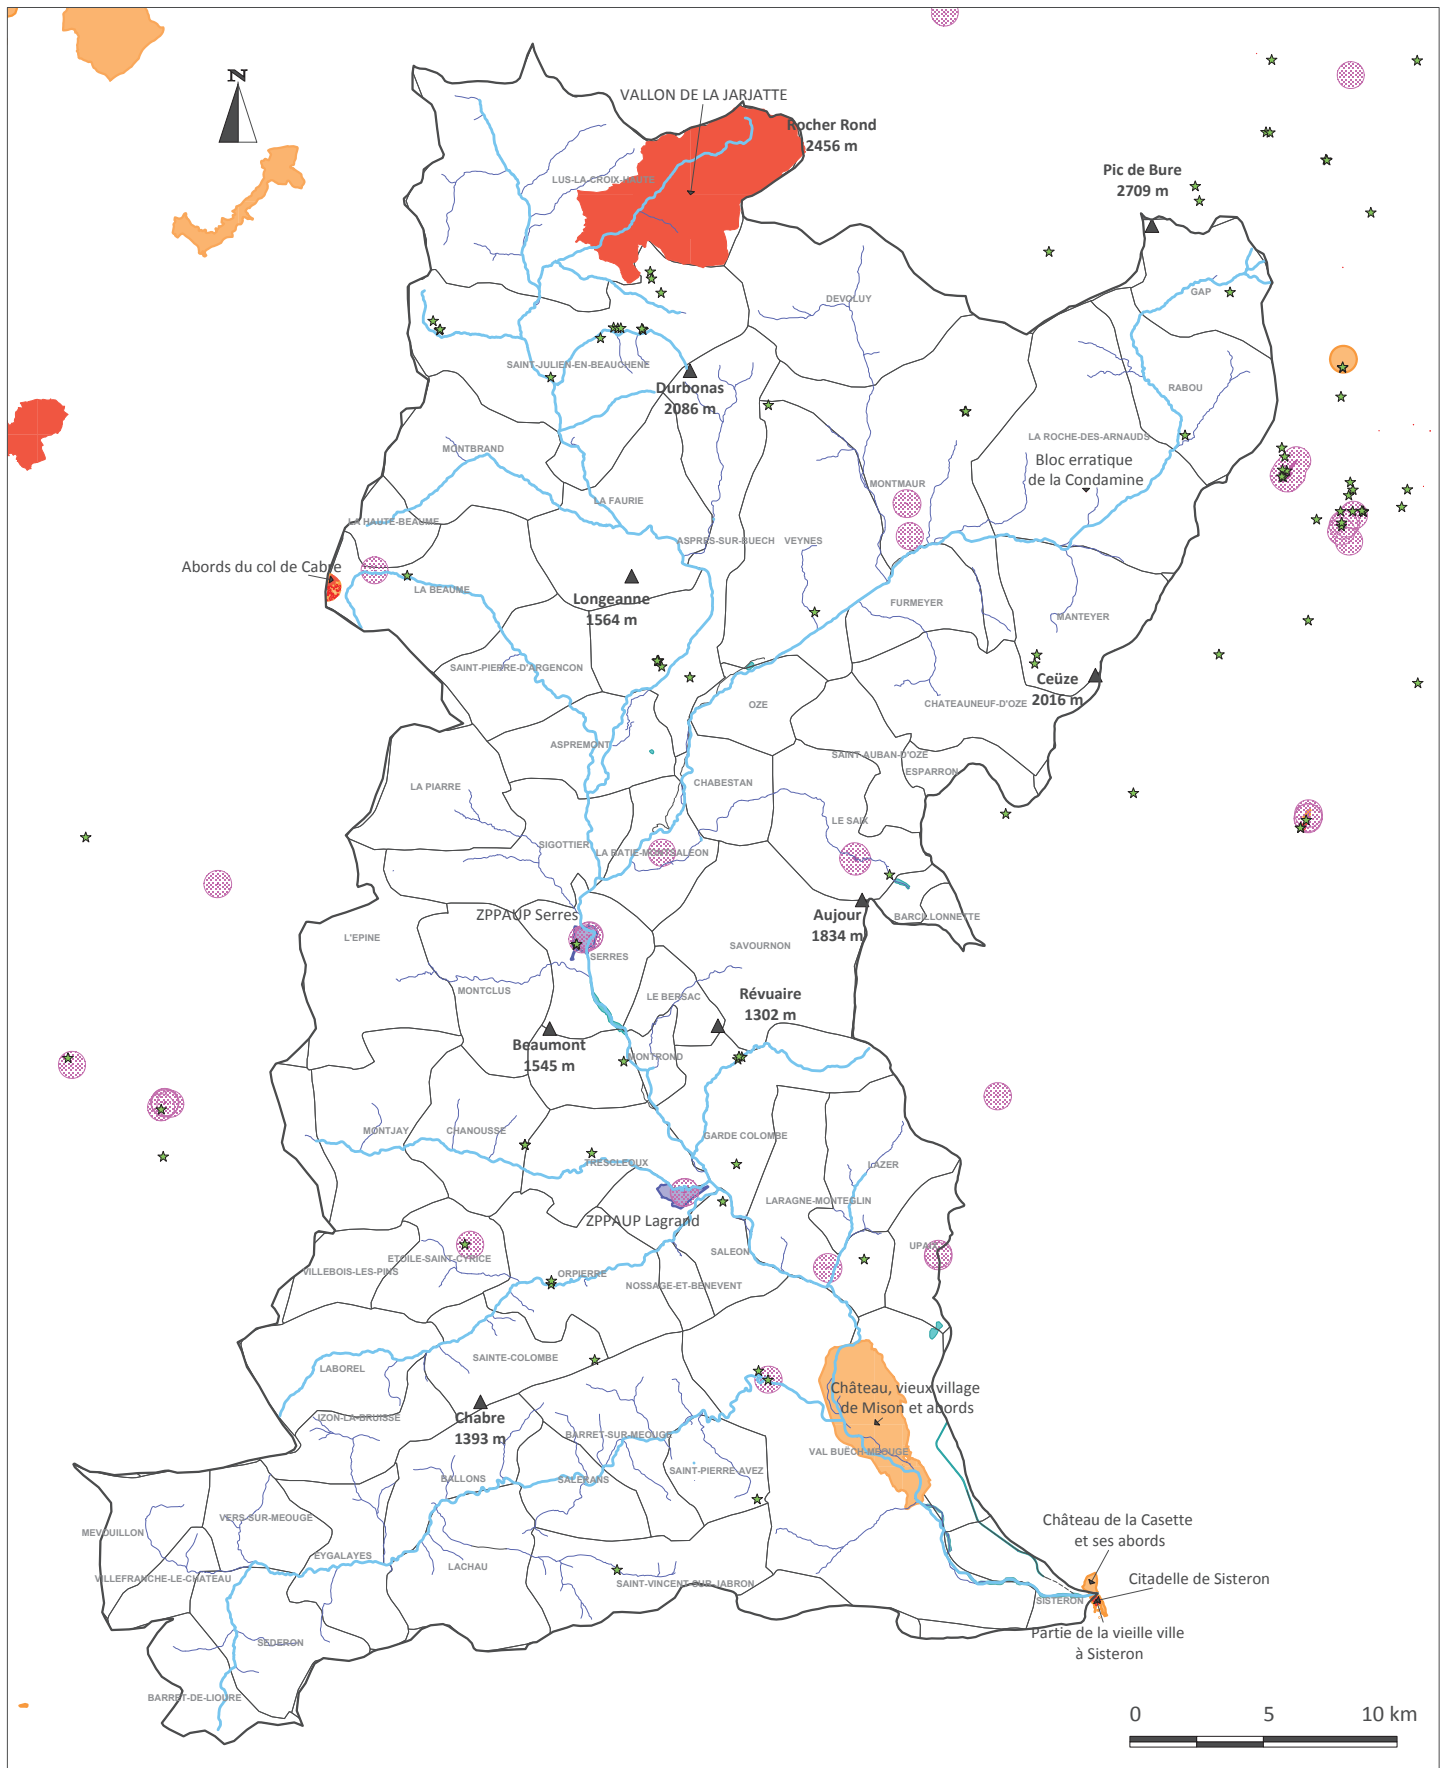 N
VALLON DE LA JARJATTE
Rocher Rond
2456 m
LUS-LA-CROIX-HAUTE
Pic de Bure
2709 m
GAP
DEVOLUY
SAINT-JULIEN-EN-BEAUCHENE
Durbonas
2086 m
RABOU
LA ROCHE-DES-ARNAUDS
Bloc erratique
de la Condamine
MONTBRAND
MONTMAUR
LA FAURIE
LA HAUTE-BEAUME
ASPRES-SUR-BUECH
VEYNES
Abords du col de Cabre
LA BEAUME
Longeanne
1564 m
FURMEYER
MANTEYER
SAINT-PIERRE-D'ARGENCON
Ceüze
2016 m
OZE
CHATEAUNEUF-D'OZE
ASPREMONT
SAINT AUBAN-D'OZE
ESPARRON
LA PIARRE
CHABESTAN
LE SAIX
SIGOTTIER
LA BATIE-MONTSALEON
ZPPAUP Serres
Aujour
1834 m
BARCILLONNETTE
L'EPINE
SAVOURNON
SERRES
MONTCLUS
LE BERSAC
Révuaire
1302 m
Beaumont
1545 m
MONTROND
MONTJAY
CHANOUSSE
GARDE COLOMBE
TRESCLEOUX
LAZER
LARAGNE-MONTEGLIN
ZPPAUP Lagrand
UPAIX
SALEON
ETOILE-SAINT-CYRICE
VILLEBOIS-LES-PINS
ORPIERRE
NOSSAGE-ET-BENEVENT
SAINTE-COLOMBE
LABOREL
Château, vieux village
de Mison et abords
IZON-LA-BRUISSE
Chabre
1393 m
BARRET-SUR-MEOUGE
VAL BUËCH-MEOUGE
SAINT-PIERRE-AVEZ
BALLONS
SALERANS
VERS-SUR-MEOUGE
MEVOUILLON
Château de la Casette
et ses abords
EYGALAYES
LACHAU
VILLEFRANCHE-LE-CHATEAU
SAINT-VINCENT-SUR-JABRON
Citadelle de Sisteron
SISTERON
Partie de la vieille ville
à Sisteron
SEDERON
BARRET-DE-LIOURE
0 5 10 km